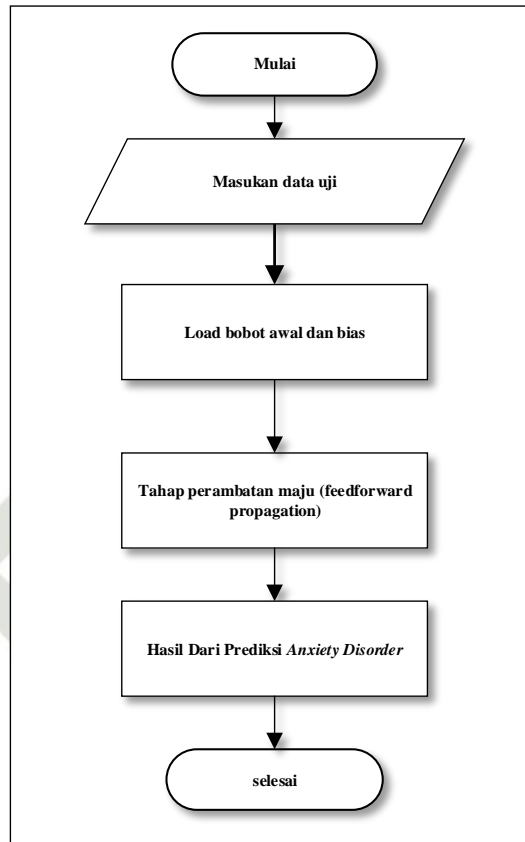 Mulai
Masukan data uji
Load bobot awal dan bias
Tahap perambatan maju (feedforward
propagation)
Hasil Dari Prediksi Anxiety Disorder
selesai